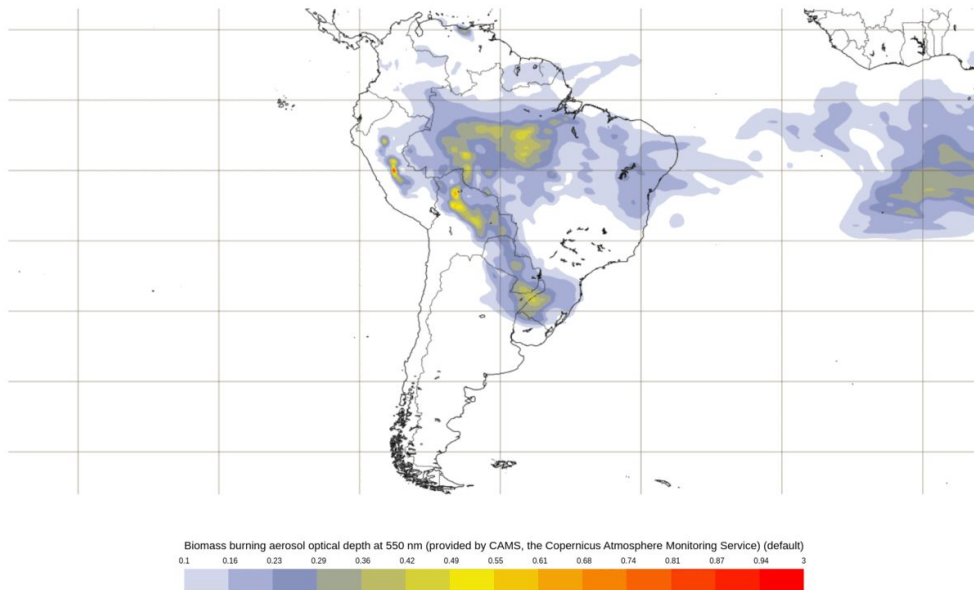 Biomass burning aerosol optical depth at 550 nm (provided by CAMS, the Copernicus Atmosphere Monitoring Service) (default)
0.1 0.16 0.23 0.29 0.36 0.42 0.49 0.55 0.61 0.68 0.74 0.81 0.87 0.94 3